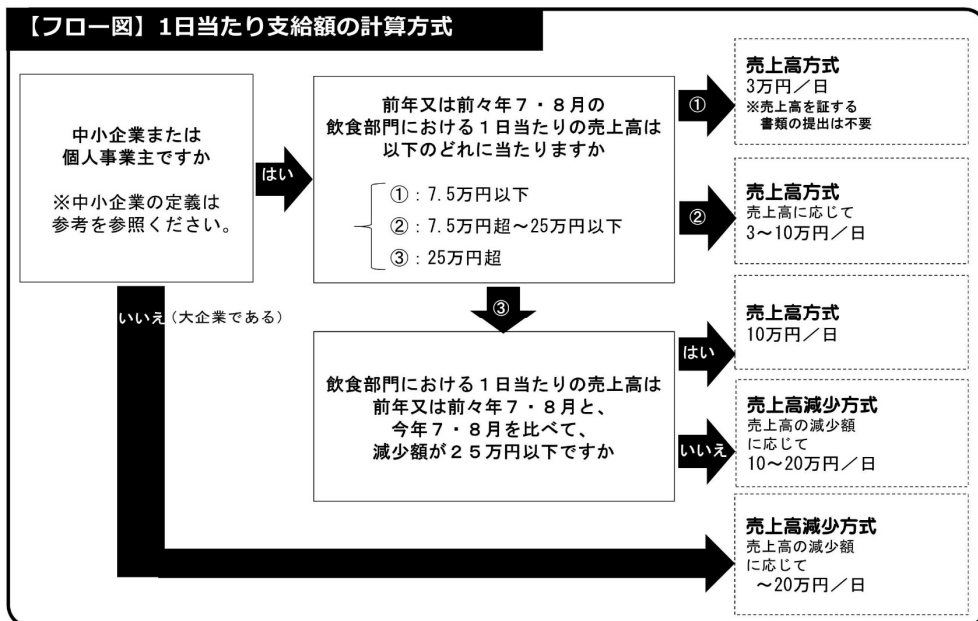 【フロー図】1日当たり支給額の計算方式
中小企業または
個人事業主ですか
※中小企業の定義は
参考を参照ください。
はい
前年又は前々年７・８月の
飲食部門における１日当たりの売上高は
以下のどれに当たりますか
①：7.5万円以下
②：7.5万円超～25万円以下
③：25万円超
①
売上高方式
3万円／日
※売上高を証する
書類の提出は不要
②
売上高方式
売上高に応じて
3～10万円／日
いいえ（大企業である）
③
飲食部門における１日当たりの売上高は
前年又は前々年７・８月と、
今年７・８月を比べて、
減少額が２５万円以下ですか
はい
売上高方式
10万円／日
いいえ
売上高減少方式
売上高の減少額
に応じて
10～20万円／日
売上高減少方式
売上高の減少額
に応じて
～20万円／日